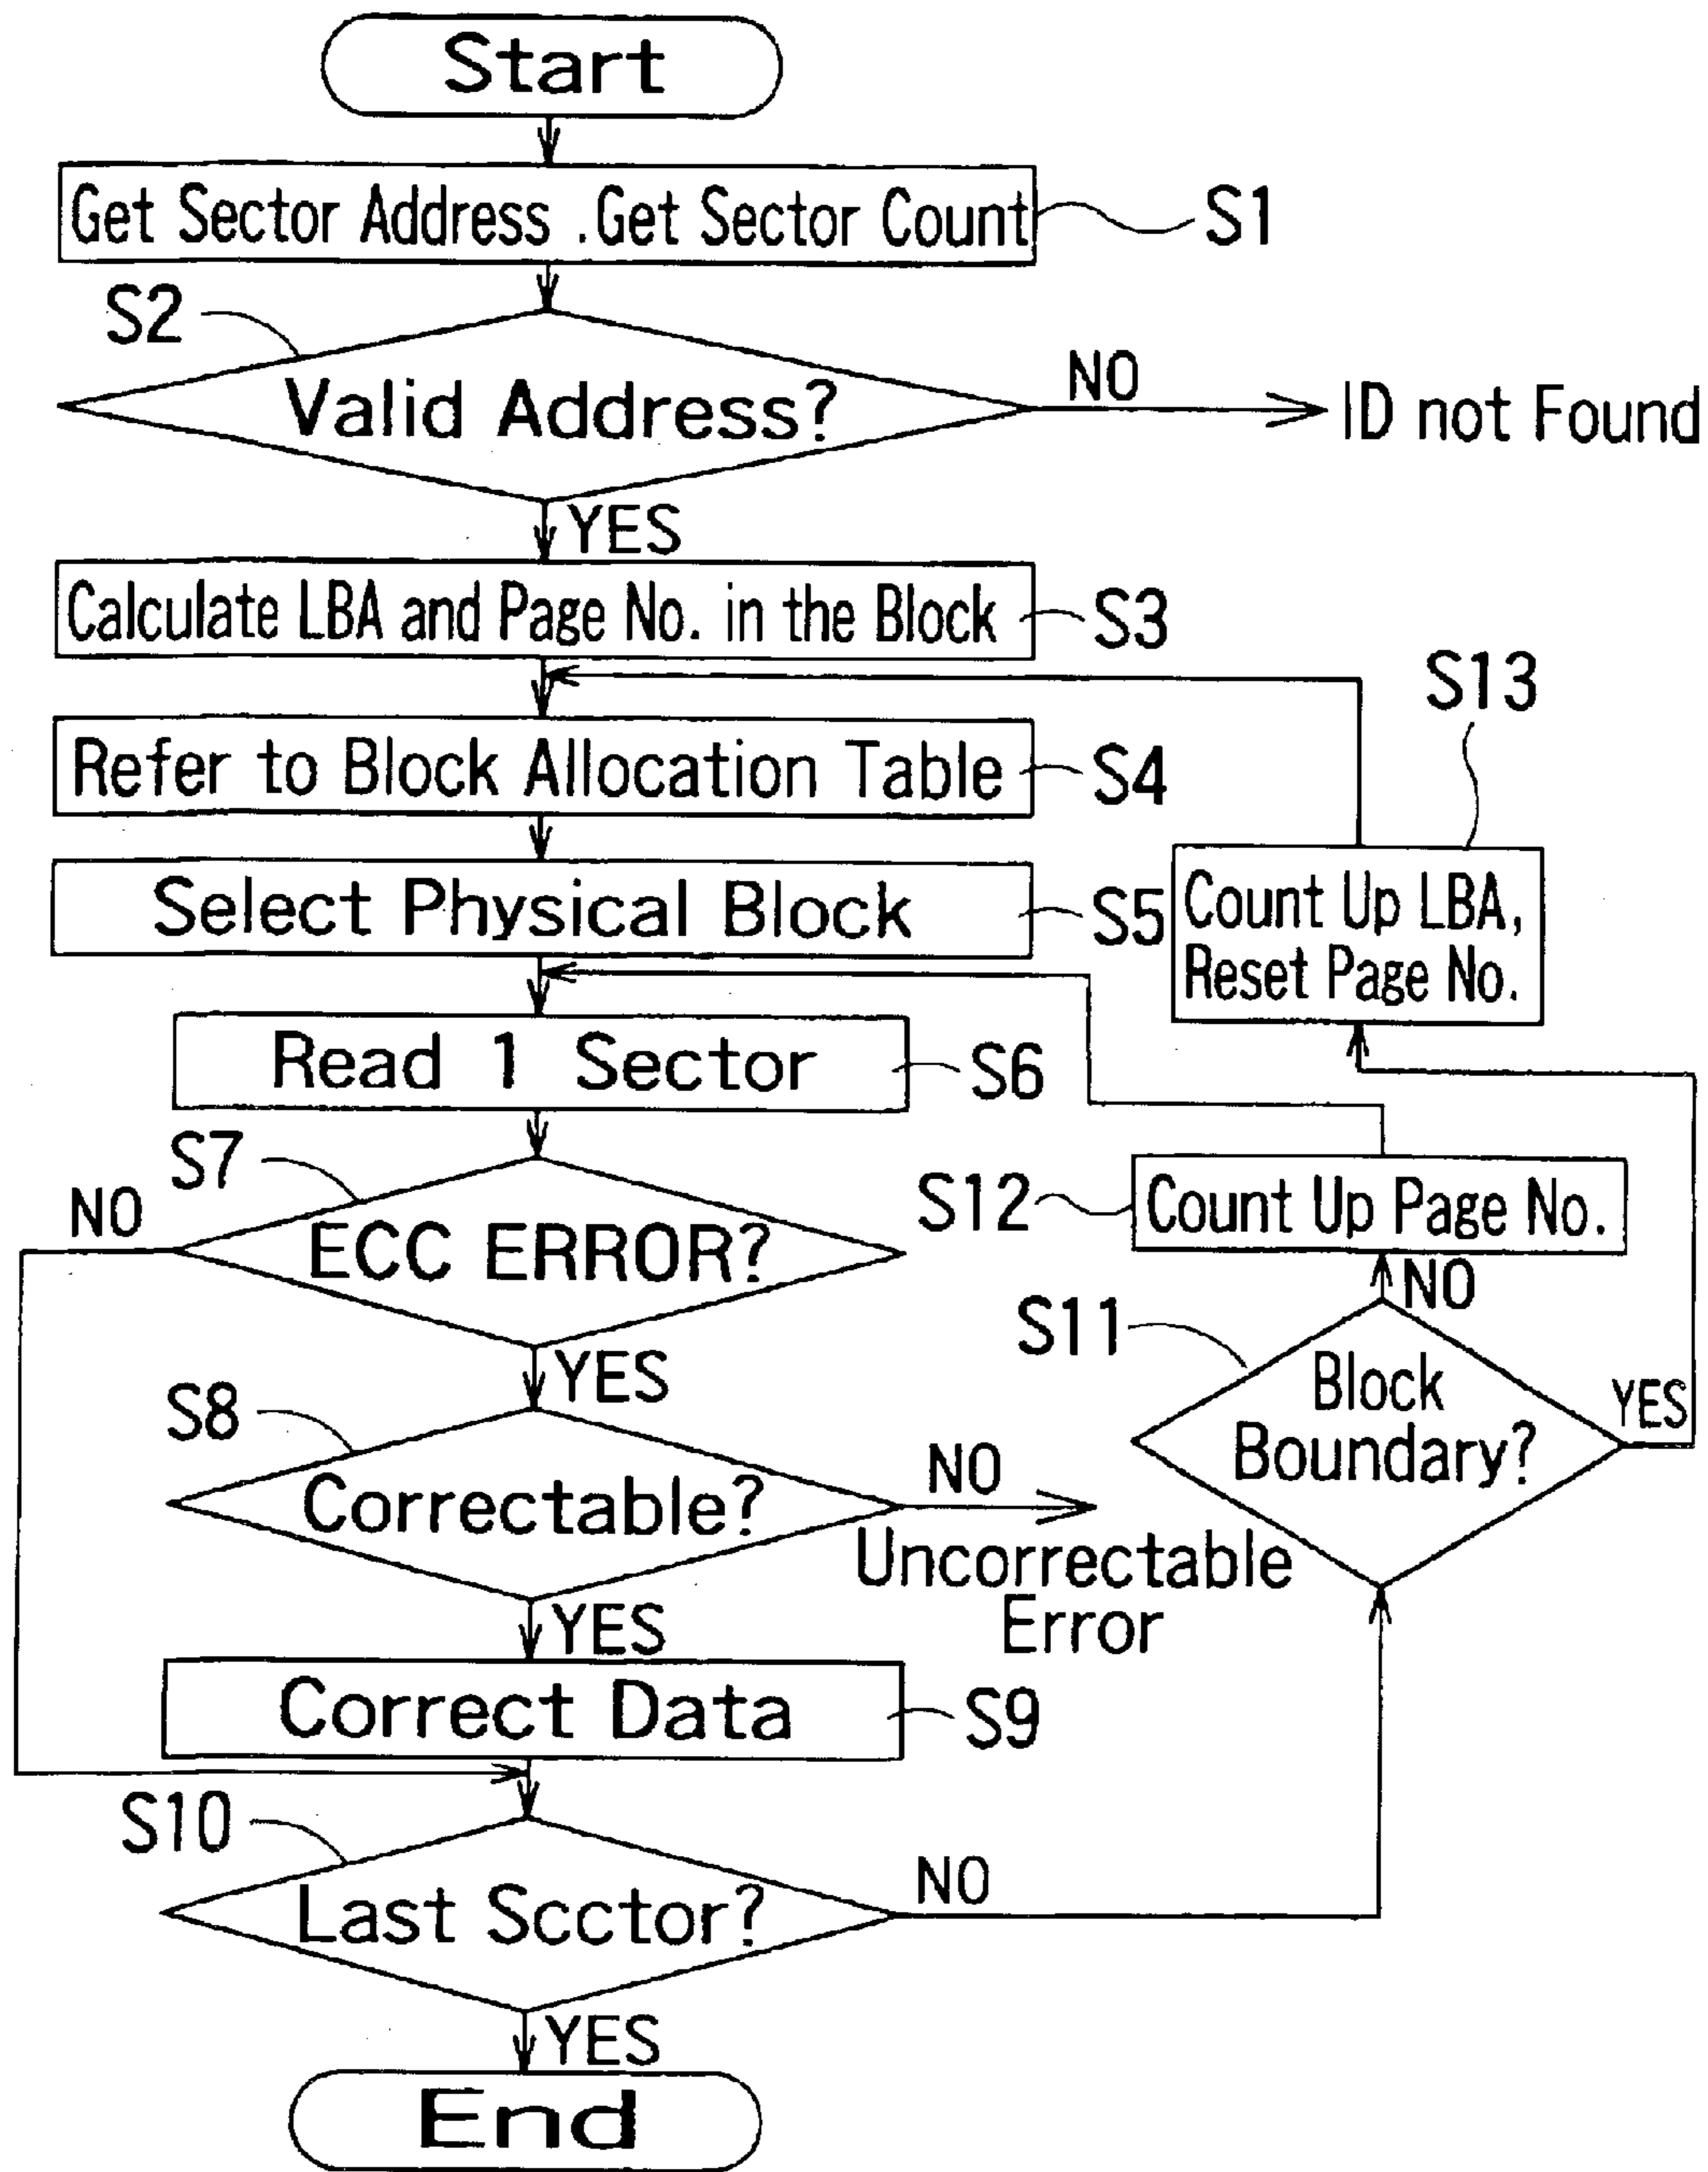 Start
Get Sector Address .Get Sector Count
S1
S2
Valid Address?
NO
ID not Found
YES
Calculate LBA and Page No. in the Block
S3
S13
Refer to Block Allocation Table
S4
Select Physical Block
S5
Count Up LBA,
Reset Page No.
Read 1 Sector
S6
S7
NO
ECC ERROR?
S12
Count Up Page No.
NO
S11
YES
Block
Boundary?
YES
S8
Correctable?
NO
Uncorrectable
Error
YES
Correct Data
S9
S10
Last Scctor?
NO
YES
End